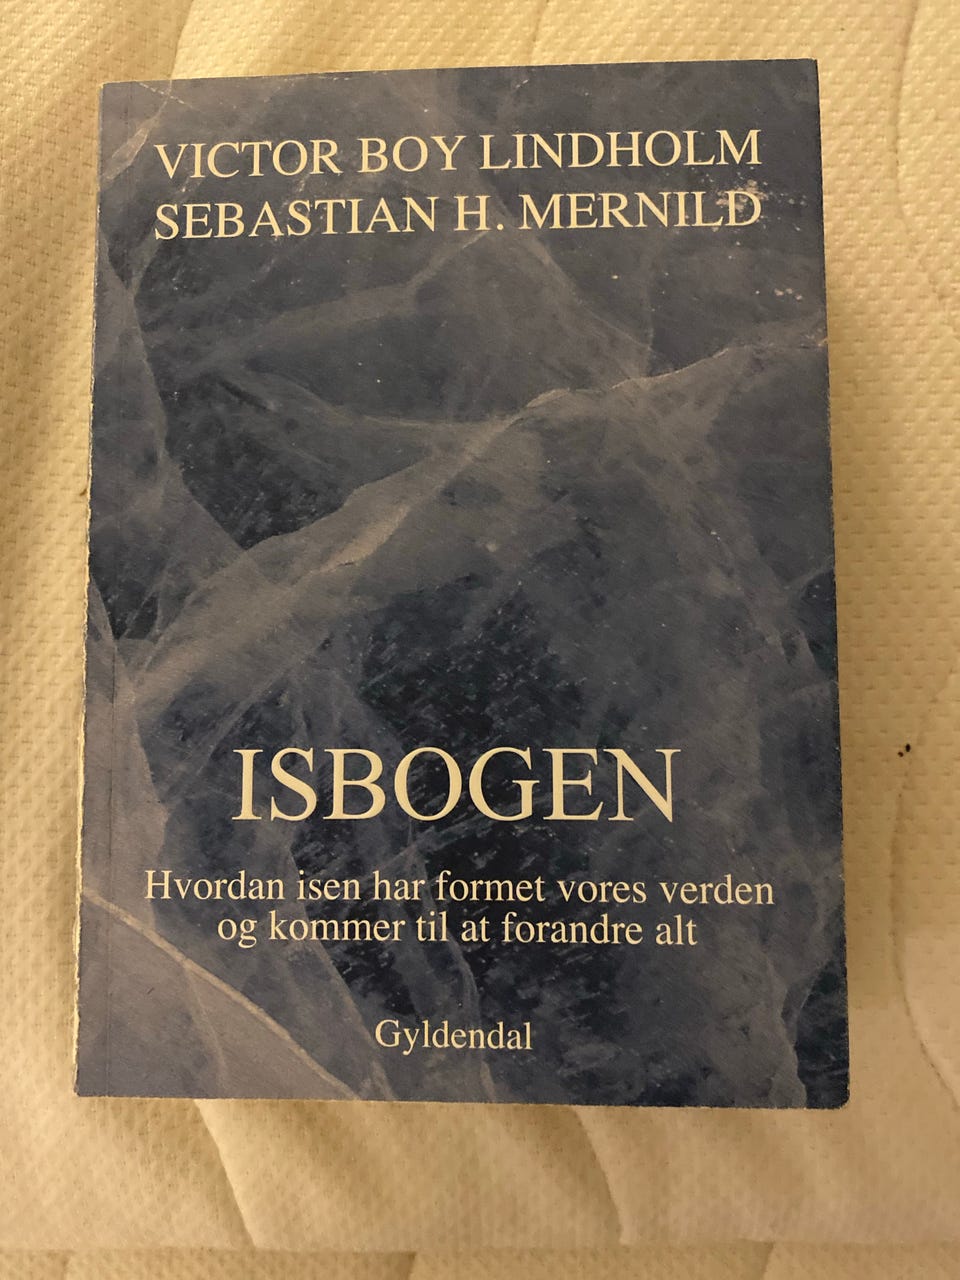 VICTOR BOY LINDHOLM
SEBASTIAN H. MERNILD
ISBOGEN
Hvordan isen har formet vores verden
og kommer til at forandre alt
Gyldendal